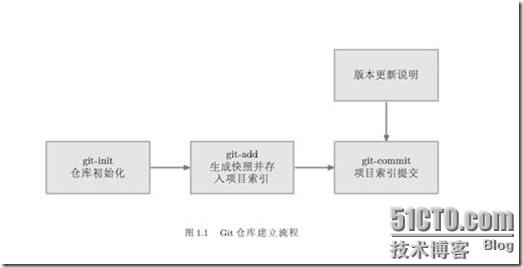 版本更新说明
git-init
仓库初始化
git-add
生成快照并存
入项目索引
git-commit
项目索引提交
图 1.1 Git 仓库建立流程
51CTO.com
技术博客 Blog